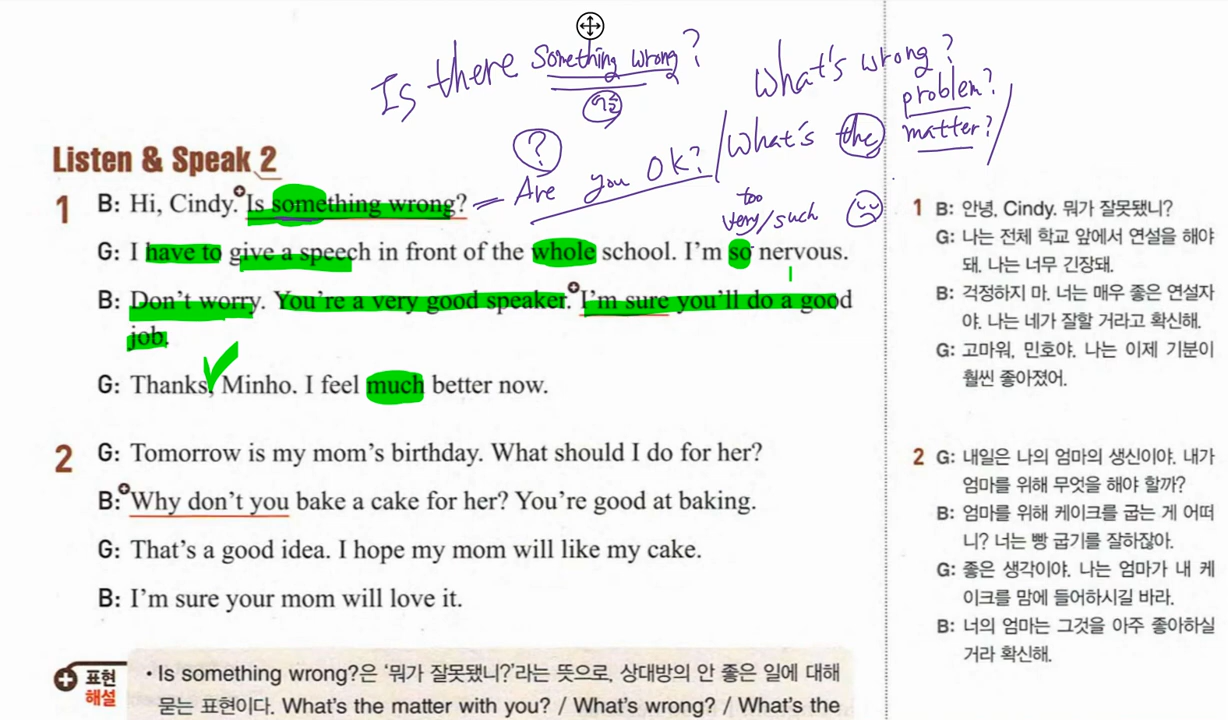 Is there something wrong?
What's wrong?
problem?
What's the matter?
?
Are you OK?
too
very/such
Listen & Speak 2
1 B: Hi, Cindy. Is something wrong?
G: I have to give a speech in front of the whole school. I'm so nervous.
B: Don't worry. You're a very good speaker. I'm sure you'll do a good
job.
G: Thanks, Minho. I feel much better now.
2 G: Tomorrow is my mom's birthday. What should I do for her?
B: Why don't you bake a cake for her? You're good at baking.
G: That's a good idea. I hope my mom will like my cake.
B: I'm sure your mom will love it.
1 B: 안녕, Cindy. 뭐가 잘못됐니?
G: 나는 전체 학교 앞에서 연설을 해야
돼. 나는 너무 긴장돼.
B: 걱정하지 마. 너는 매우 좋은 연설자
야. 나는 네가 잘할 거라고 확신해.
G: 고마워, 민호야. 나는 이제 기분이
훨씬 좋아졌어.
2 G: 내일은 나의 엄마의 생신이야. 내가
엄마를 위해 무엇을 해야 할까?
B: 엄마를 위해 케이크를 굽는 게 어떠
니? 너는 빵 굽기를 잘하잖아.
G: 좋은 생각이야. 나는 엄마가 내 케
이크를 맘에 들어하시길 바라.
B: 너의 엄마는 그것을 아주 좋아하실
거라 확신해.
표현
해설
• Is something wrong?은 '뭐가 잘못됐니?'라는 뜻으로, 상대방의 안 좋은 일에 대해
묻는 표현이다. What's the matter with you? / What's wrong? / What's the